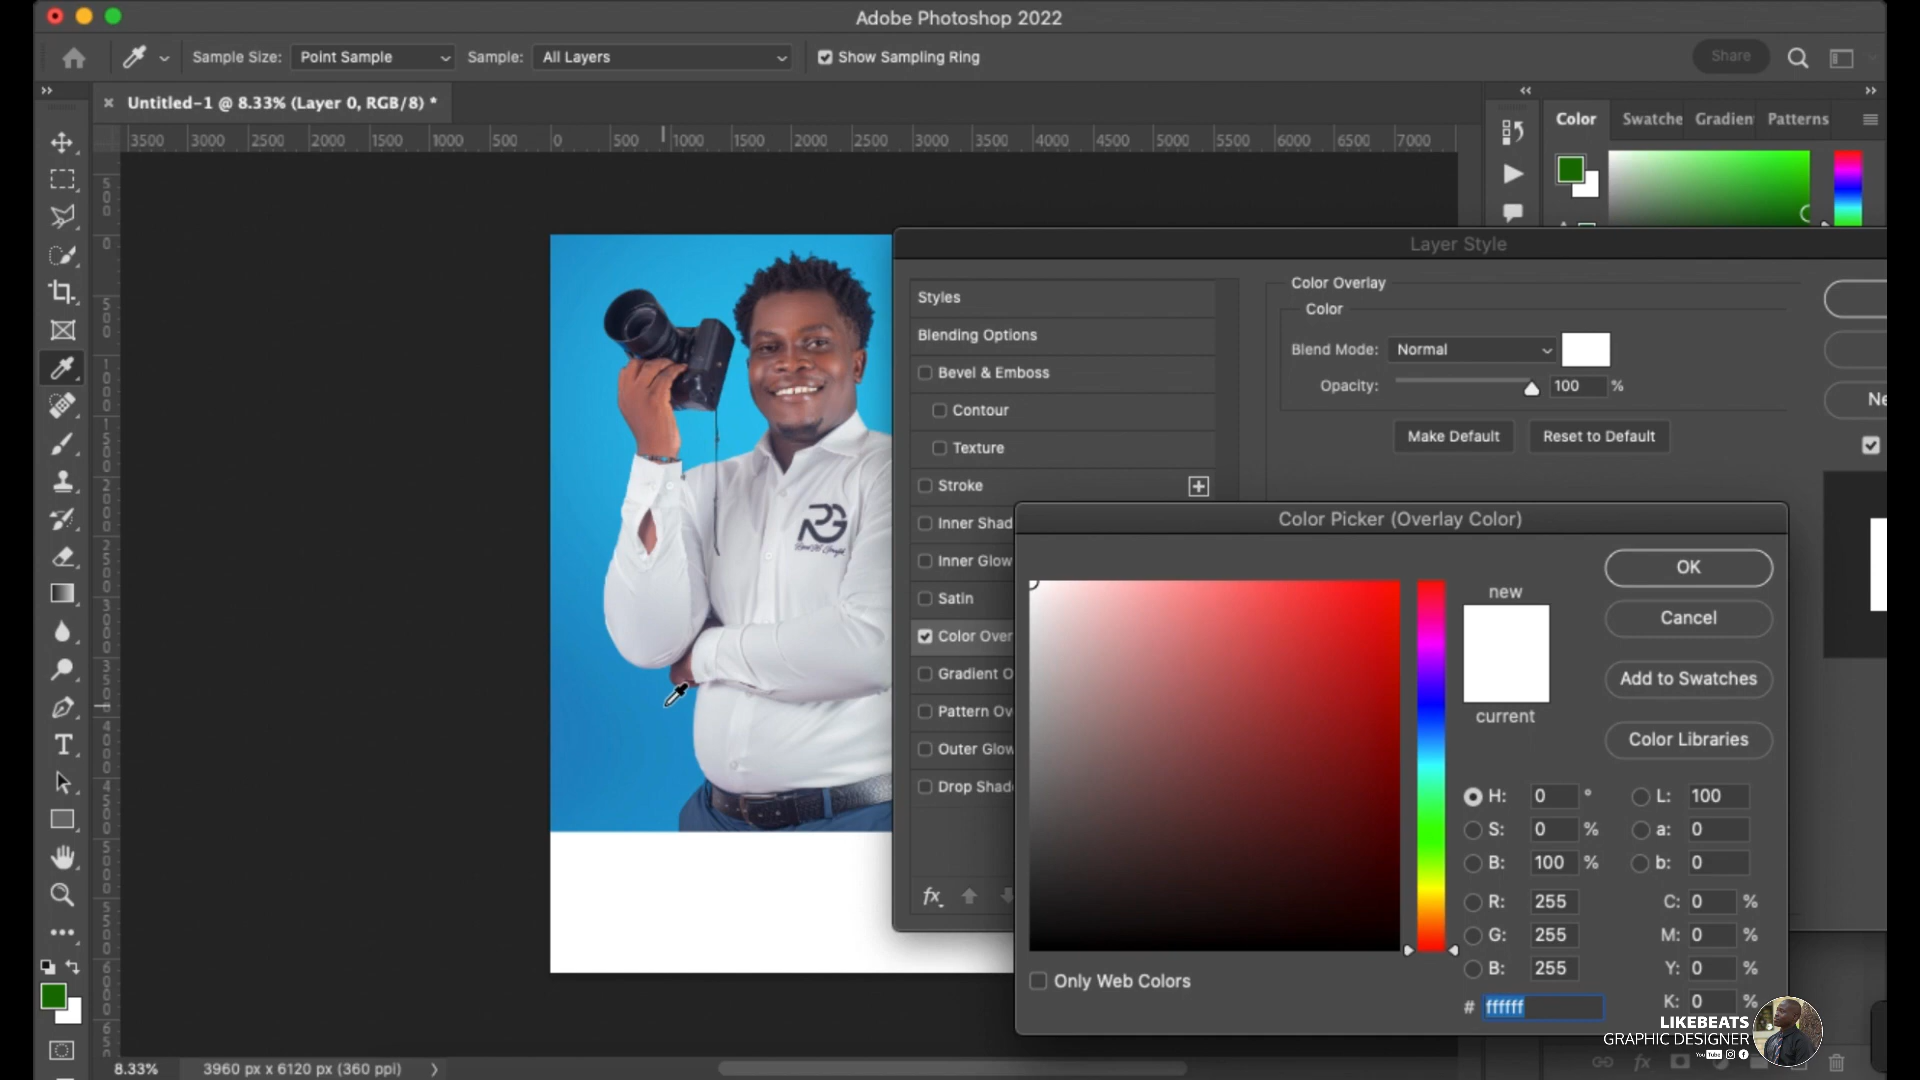 Adobe Photoshop 2022
Sample Size: Point Sample Sample: All Layers Show Sampling Ring Share
Untitled-1 @ 8.33% (Layer 0, RGB/8) *
Color Swatche Gradien Patterns
3500 3000 2500 2000 1500 1000 500 0 500 1000 1500 2000 2500 3000 3500 4000 4500 5000 5500 6000 6500 7000
Layer Style
Styles
Blending Options
Bevel & Emboss
Contour
Texture
Stroke
Inner Shad
Inner Glow
Satin
Color Over
Gradient O
Pattern Ov
Outer Glow
Drop Shad
fx
Color Overlay
Color
Blend Mode: Normal
Opacity: 100 %
Make Default Reset to Default
Ne
Color Picker (Overlay Color)
new
current
OK
Cancel
Add to Swatches
Color Libraries
H: 0 ° L: 100
S: 0 % a: 0
B: 100 % b: 0
R: 255 C: 0 %
G: 255 M: 0 %
B: 255 Y: 0 %
# ffffff K: 0 %
Only Web Colors
LIKEBEATS
GRAPHIC DESIGNER
You Tube
8.33% 3960 px x 6120 px (360 ppi)